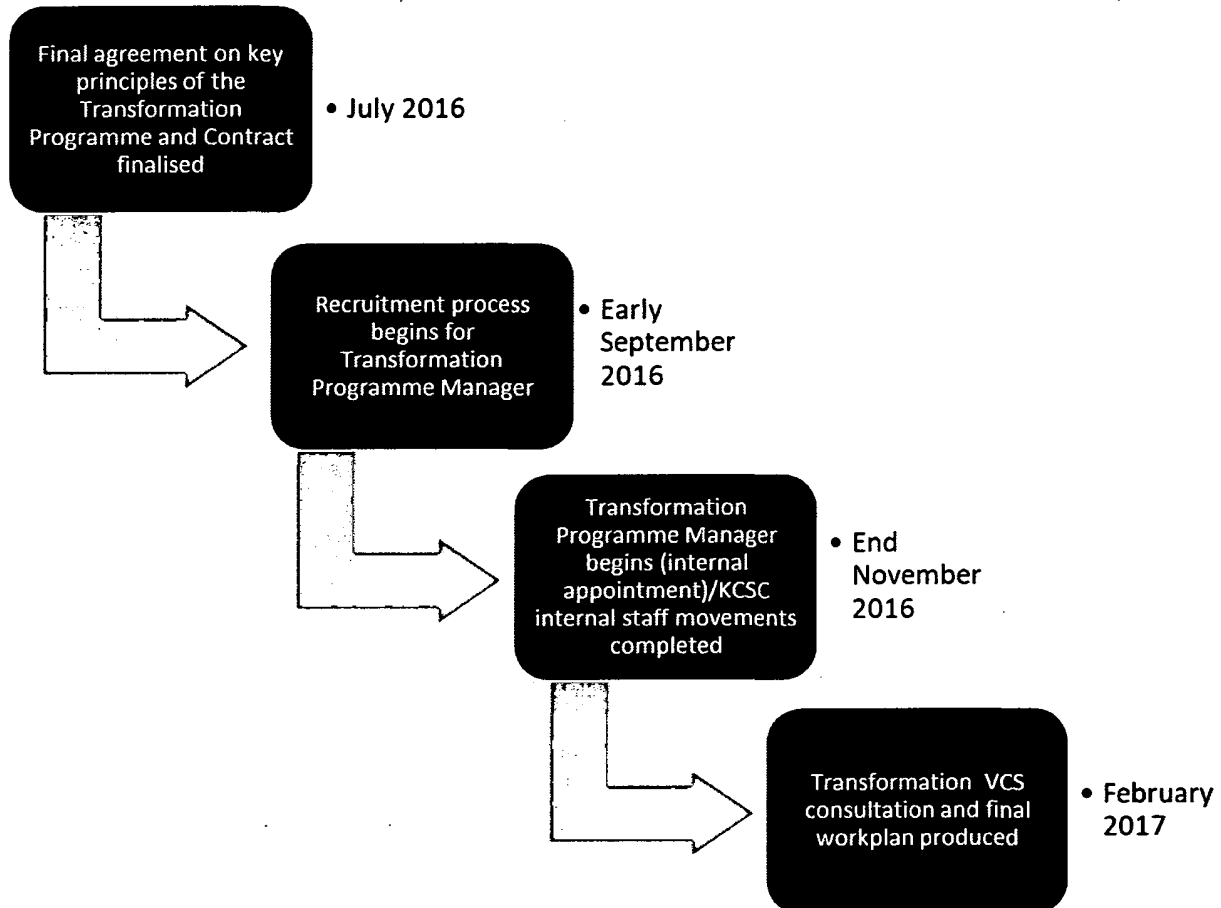 Final agreement on key
principles of the
Transformation
Programme and Contract
finalised
• July 2016
Recruitment process
begins for
Transformation
Programme Manager
• Early
September
2016
Transformation
Programme Manager
begins (internal
appointment)/KCSC
internal staff movements
completed
• End
November
2016
Transformation VCS
consultation and final
workplan produced
• February
2017